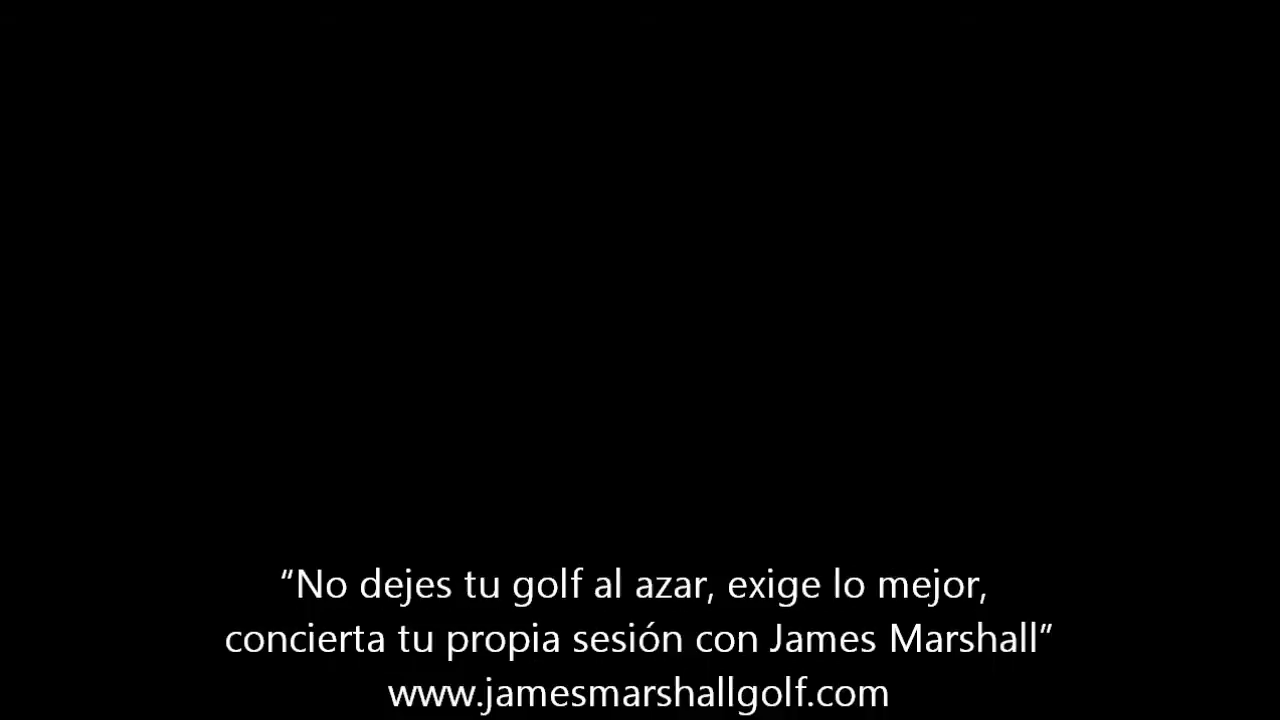 “No dejes tu golf al azar, exige lo mejor,
concierta tu propia sesión con James Marshall”
www.jamesmarshallgolf.com